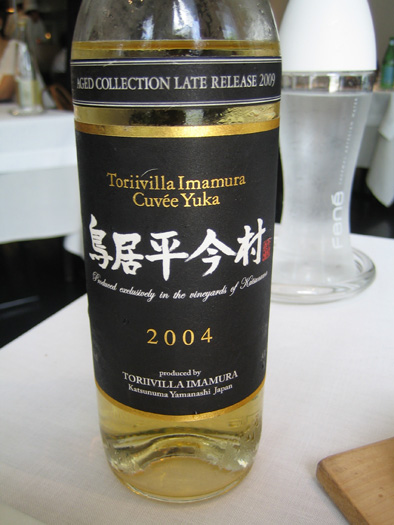 AGED COLLECTION LATE RELEASE 2009
Toriivilla Imamura
Cuvée Yuka
鳥居平今村
Produced exclusively in the vineyards of Katsunuma
2004
produced by
TORIIVILLA IMAMURA
Katsunuma Yamanashi Japan
Fané